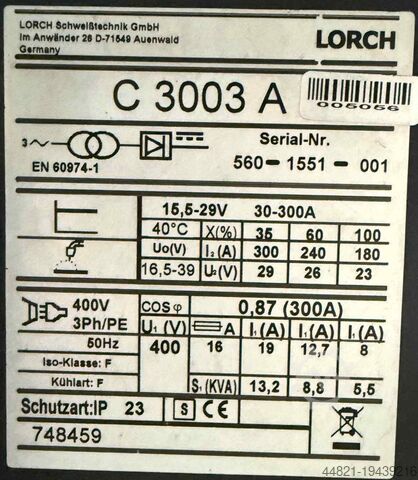 LORCH Schweißtechnik GmbH
Im Anwänder 26 D-71549 Auenwald
Germany
LORCH
C 3003 A
005056
3~
Serial-Nr.
EN 60974-1
560-1551-001
15,5-29V 30-300A
40°C X(%) 35 60 100
Uo(V) I2(A) 300 240 180
16,5-39 U2(V) 29 26 23
400V
3Ph/PE
50Hz
COS φ 0,87 (300A)
U1 (V) A I1(A) I1(A) I1(A)
400 16 19 12,7 8
Iso-Klasse: F
Kühlart: F
S1(KVA) 13,2 8,8 5,5
Schutzart:IP 23 S CE
748459
44821-19439216